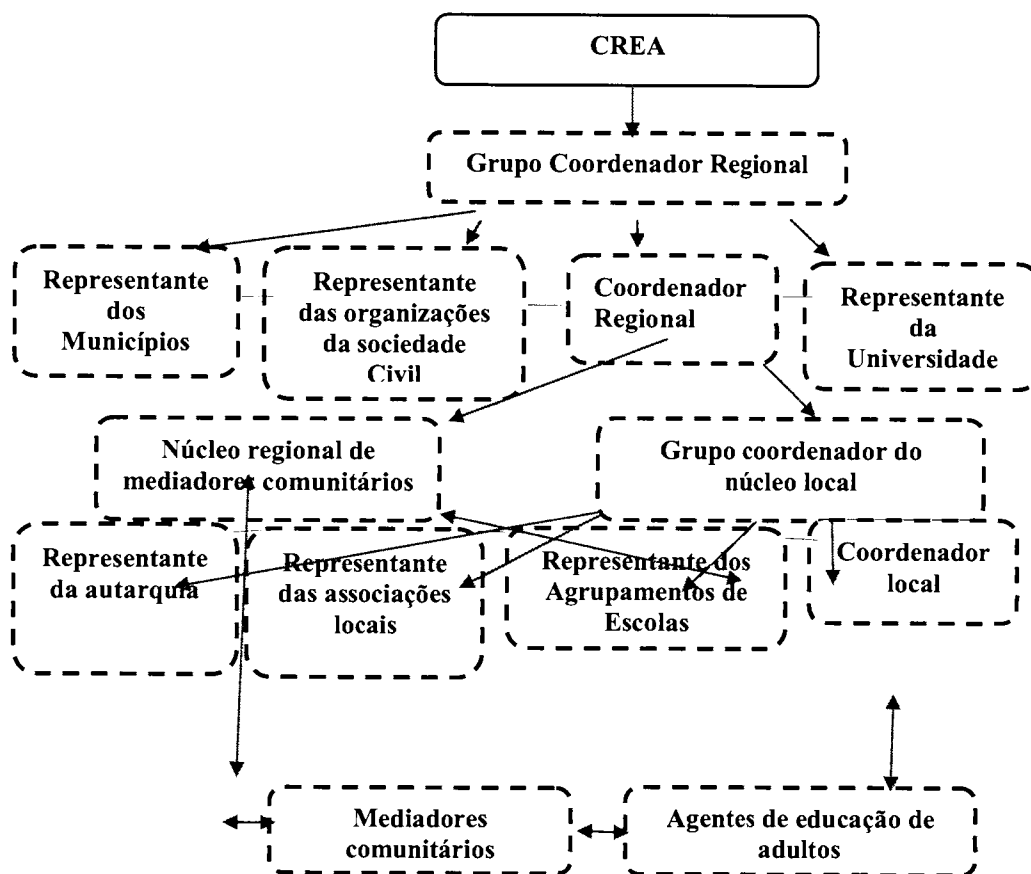 CREA
Grupo Coordenador Regional
Representante
dos
Municípios
Representante
das organizações
da sociedade
Civil
Coordenador
Regional
Representante
da
Universidade
Núcleo regional de
mediadores comunitários
Grupo coordenador do
núcleo local
Representante
da autarquia
Representante
das associações
locais
Representante dos
Agrupamentos de
Escolas
Coordenador
local
Mediadores
comunitários
Agentes de educação de
adultos